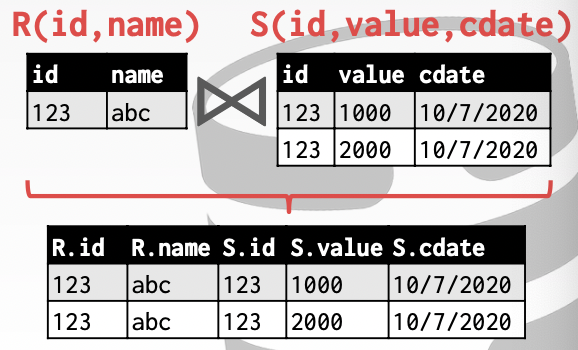 R(id,name) S(id,value,cdate)
id name id value cdate
123 abc 123 1000 10/7/2020
123 2000 10/7/2020
R.id R.name S.id S.value S.cdate
123 abc 123 1000 10/7/2020
123 abc 123 2000 10/7/2020